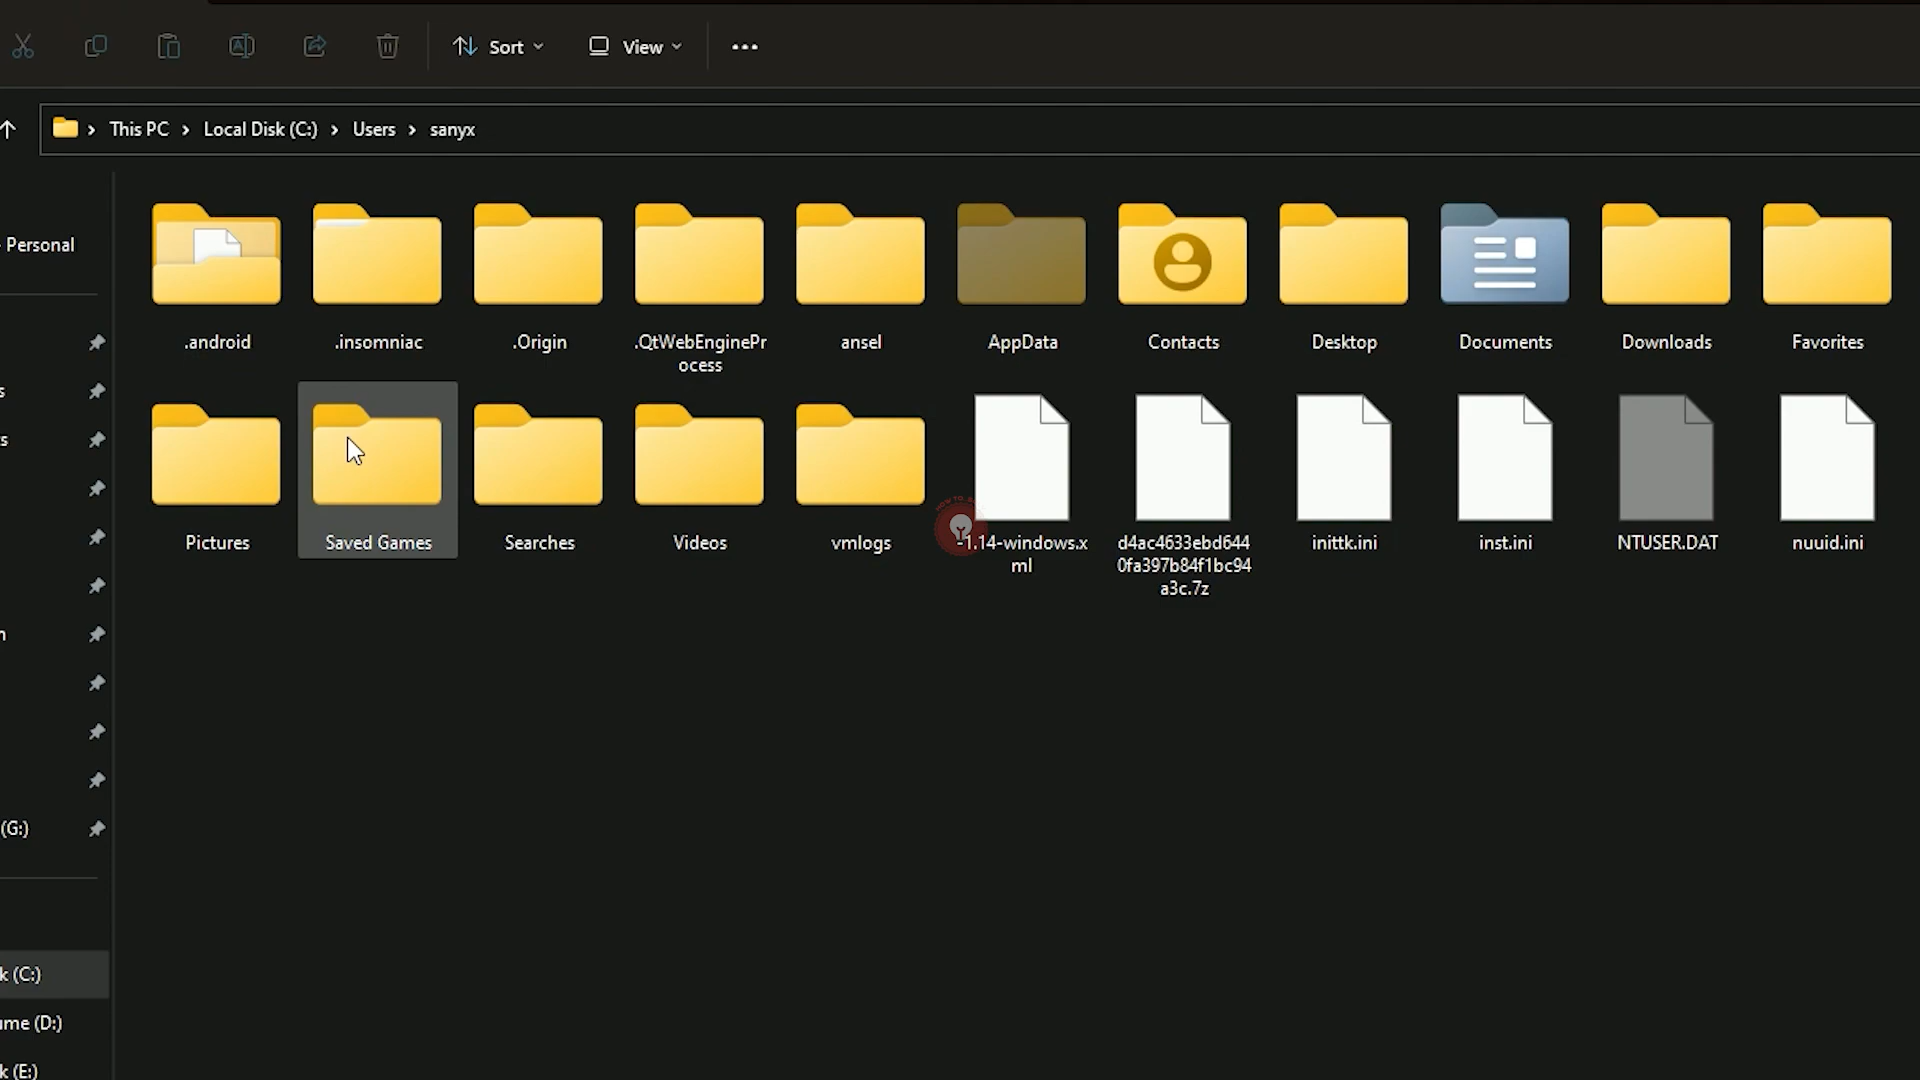 Sort
View
This PC
Local Disk (C:)
Users
sanyx
Personal
.android
.insomniac
.Origin
.QtWebEnginePr
ocess
ansel
AppData
Contacts
Desktop
Documents
Downloads
Favorites
s
ts
Pictures
Saved Games
Searches
Videos
vmlogs
-1.14-windows.x
ml
d4ac4633ebd644
0fa397b84f1bc94
a3c.7z
inittk.ini
inst.ini
NTUSER.DAT
nuuid.ini
n
(G:)
k (C:)
ume (D:)
k (E:)